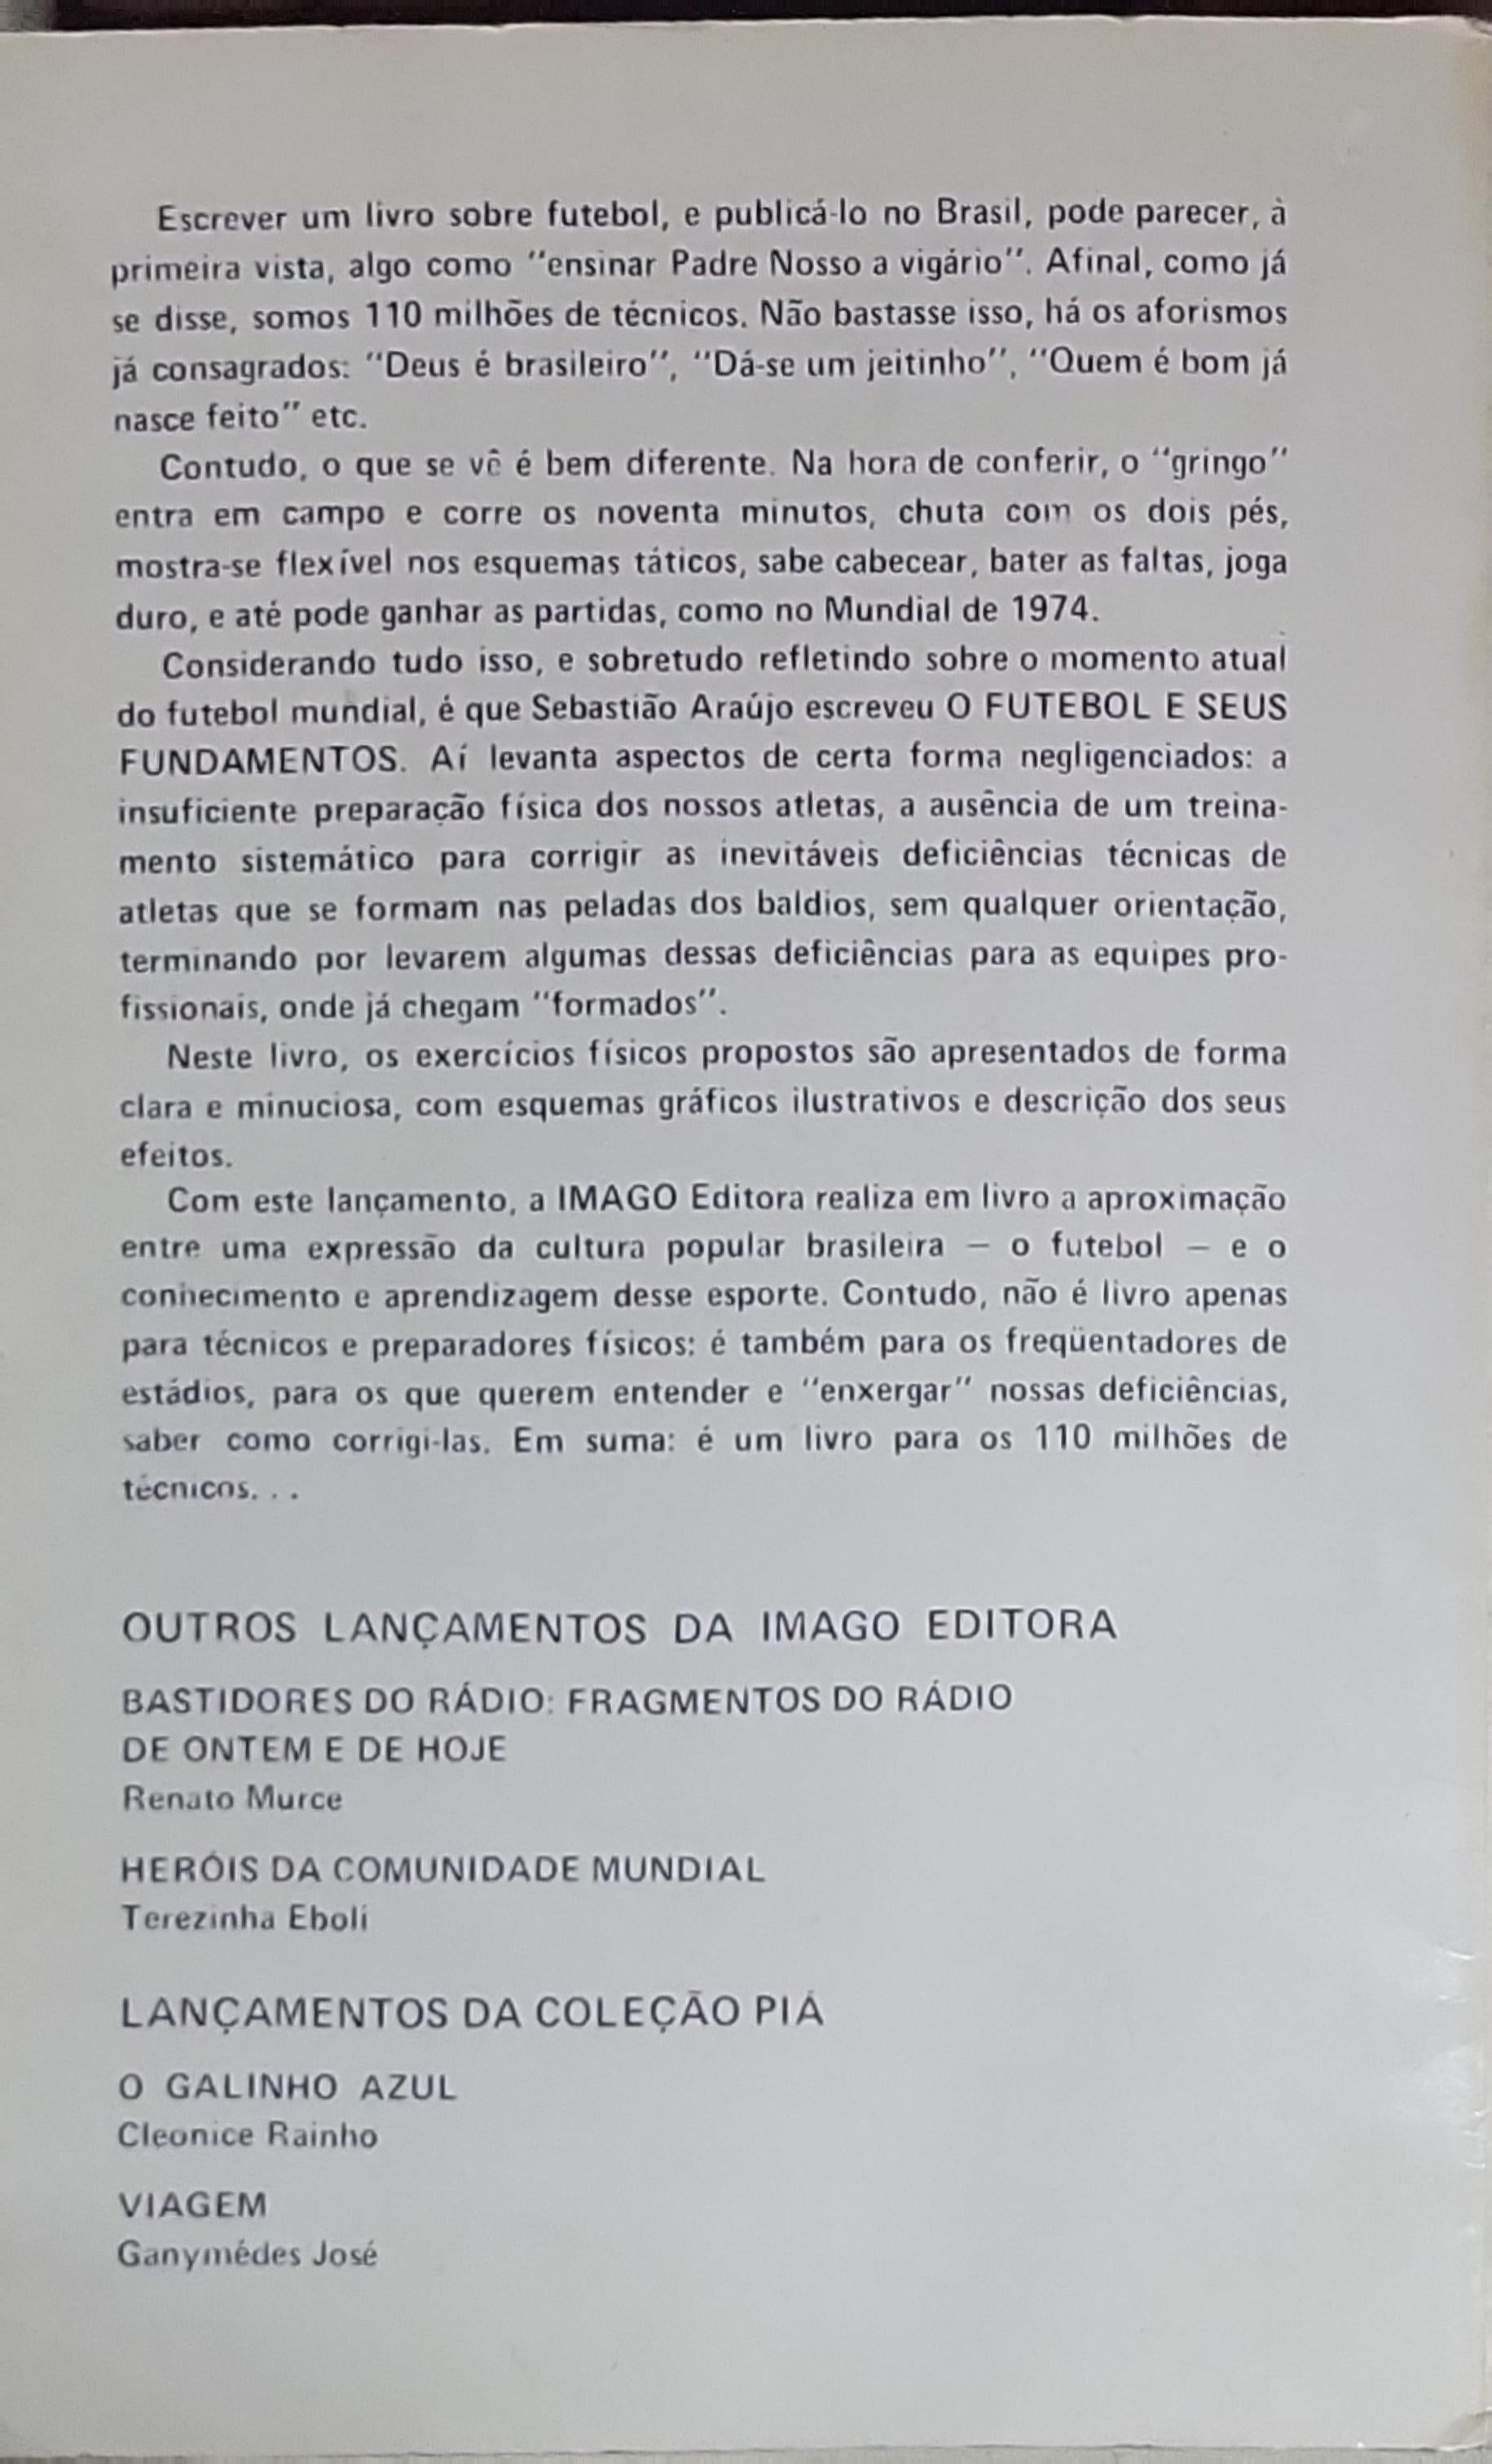 Escrever um livro sobre futebol, e publicá-lo no Brasil, pode parecer, à
primeira vista, algo como "ensinar Padre Nosso a vigário". Afinal, como já
se disse, somos 110 milhões de técnicos. Não bastasse isso, há os aforismos
já consagrados: "Deus é brasileiro", "Dá-se um jeitinho", "Quem é bom já
nasce feito" etc.
Contudo, o que se vê é bem diferente. Na hora de conferir, o "gringo"
entra em campo e corre os noventa minutos, chuta com os dois pés,
mostra-se flexível nos esquemas táticos, sabe cabecear, bater as faltas, joga
duro, e até pode ganhar as partidas, como no Mundial de 1974.
Considerando tudo isso, e sobretudo refletindo sobre o momento atual
do futebol mundial, é que Sebastião Araújo escreveu O FUTEBOL E SEUS
FUNDAMENTOS. Aí levanta aspectos de certa forma negligenciados: a
insuficiente preparação física dos nossos atletas, a ausência de um treina-
mento sistemático para corrigir as inevitáveis deficiências técnicas de
atletas que se formam nas peladas dos baldios, sem qualquer orientação,
terminando por levarem algumas dessas deficiências para as equipes pro-
fissionais, onde já chegam "formados".
Neste livro, os exercícios físicos propostos são apresentados de forma
clara e minuciosa, com esquemas gráficos ilustrativos e descrição dos seus
efeitos.
Com este lançamento, a IMAGO Editora realiza em livro a aproximação
entre uma expressão da cultura popular brasileira — o futebol — e o
conhecimento e aprendizagem desse esporte. Contudo, não é livro apenas
para técnicos e preparadores físicos: é também para os freqüentadores de
estádios, para os que querem entender e "enxergar" nossas deficiências,
saber como corrigi-las. Em suma: é um livro para os 110 milhões de
técnicos. . .
OUTROS LANÇAMENTOS DA IMAGO EDITORA
BASTIDORES DO RÁDIO: FRAGMENTOS DO RÁDIO
DE ONTEM E DE HOJE
Renato Murce
HERÓIS DA COMUNIDADE MUNDIAL
Terezinha Eboli
LANÇAMENTOS DA COLEÇÃO PIÁ
O GALINHO AZUL
Cleonice Rainho
VIAGEM
Ganymédes José